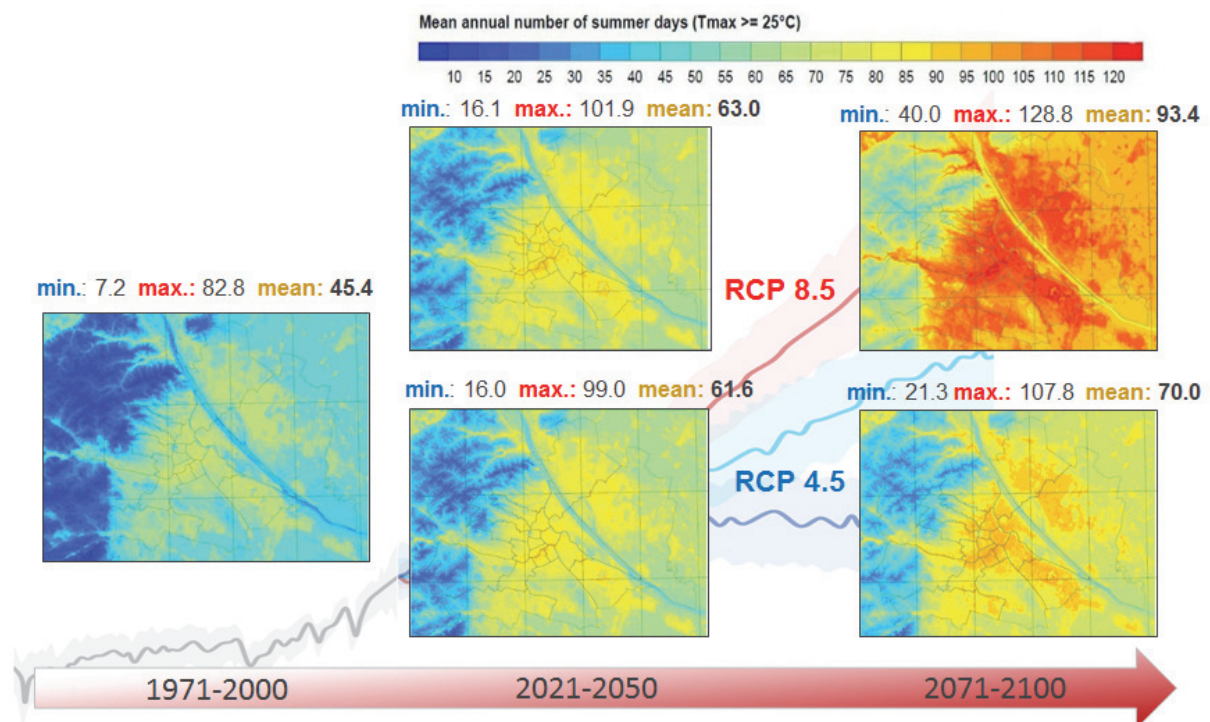 Mean annual number of summer days (Tmax >= 25°C)
10 15 20 25 30 35 40 45 50 55 60 65 70 75 80 85 90 95 100 105 110 115 120
min.: 16.1 max.: 101.9 mean: 63.0
min.: 40.0 max.: 128.8 mean: 93.4
RCP 8.5
min.: 7.2 max.: 82.8 mean: 45.4
min.: 16.0 max.: 99.0 mean: 61.6
min.: 21.3 max.: 107.8 mean: 70.0
RCP 4.5
1971-2000 2021-2050 2071-2100